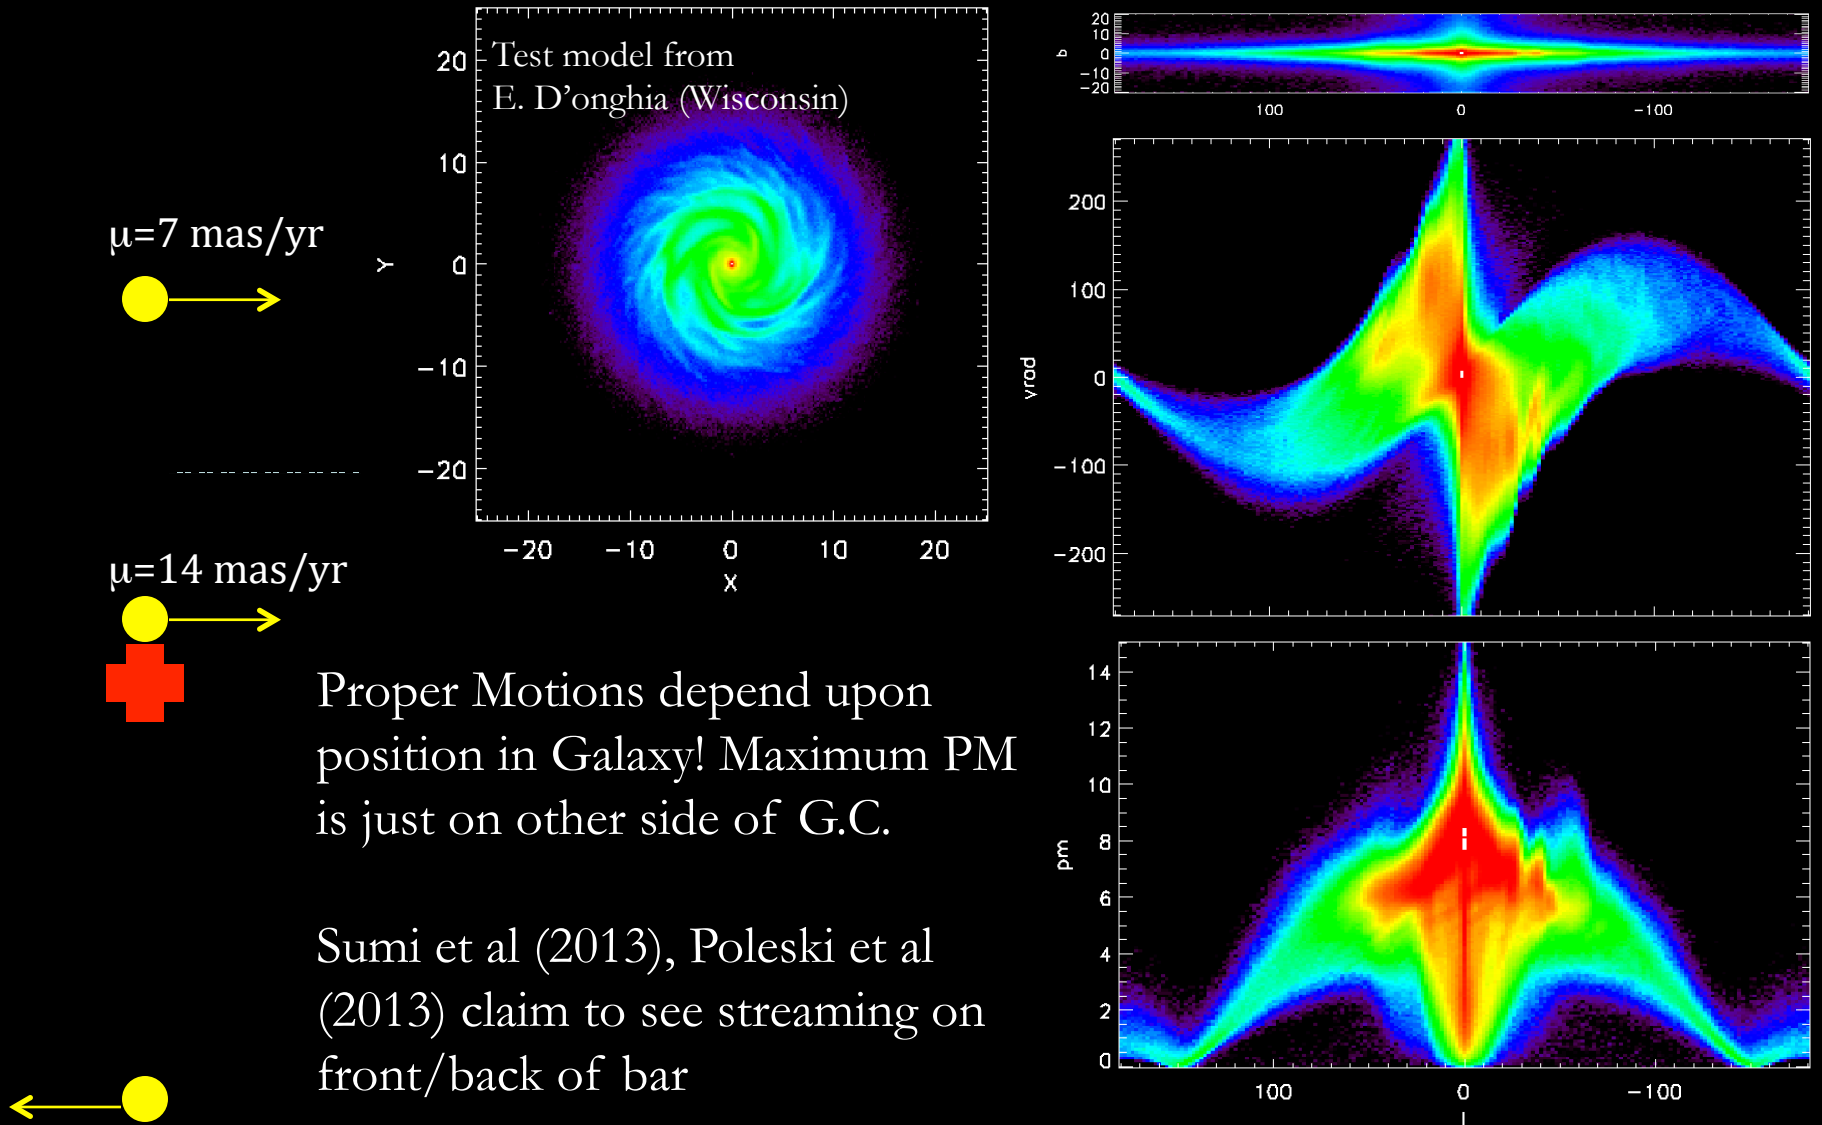 Test model from
E. D’onghia (Wisconsin)
20
10
0
−10
−20
Y
−20
−10
0
10
20
X
μ=7 mas/yr
μ=14 mas/yr
Proper Motions depend upon
position in Galaxy! Maximum PM
is just on other side of G.C.
Sumi et al (2013), Poleski et al
(2013) claim to see streaming on
front/back of bar
b
20
10
0
−10
−20
100
0
−100
vrad
200
100
0
−100
−200
pm
14
12
10
8
6
4
2
0
100
0
−100
l